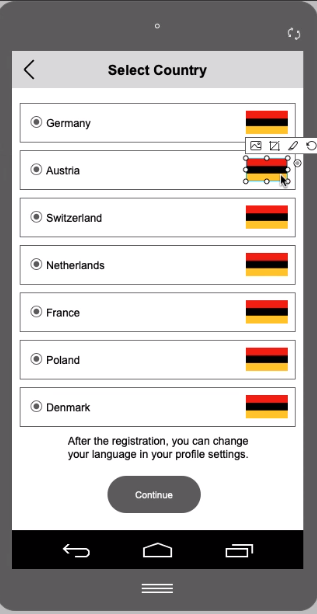 Select Country
Germany
Austria
Switzerland
Netherlands
France
Poland
Denmark
After the registration, you can change
your language in your profile settings.
Continue